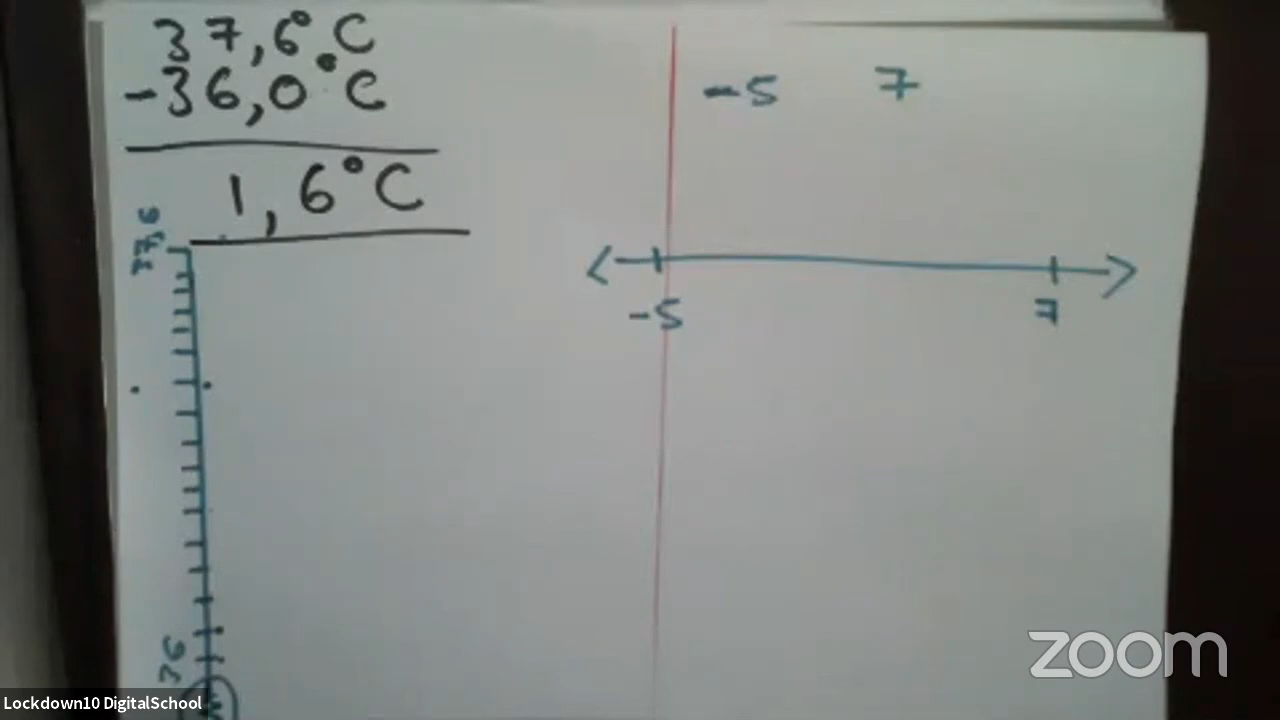 37,6°C
-36,0°C
1,6°C
37,6
36
-5 7
-5 7
zoom
Lockdown10 DigitalSchool